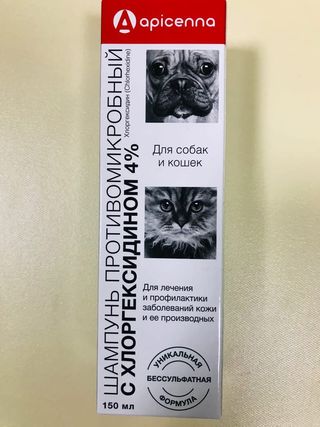 apicenna
ШАМПУНЬ ПРОТИВОМИКРОБНЫЙ
Хлоргексидин (Chlorhexidine)
С ХЛОРГЕКСИДИНОМ 4%
150 мл
Для собак
и кошек
Для лечения
и профилактики
заболеваний кожи
и ее производных
УНИКАЛЬНАЯ
БЕССУЛЬФАТНАЯ
ФОРМУЛА